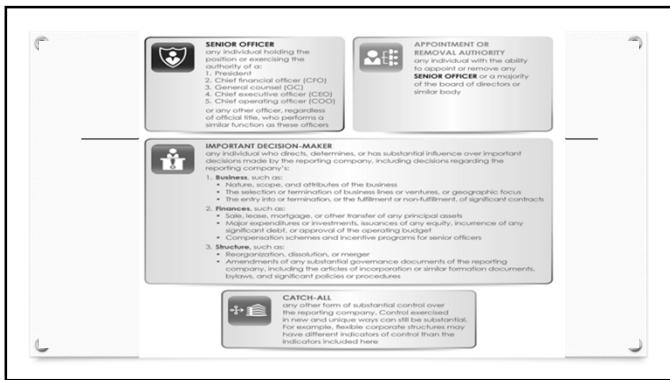 SENIOR OFFICER
any individual holding the
position or exercising the
authority of a:
1. President
2. Chief financial officer (CFO)
3. General counsel (GC)
4. Chief executive officer (CEO)
5. Chief operating officer (COO)
or any other officer, regardless
of official title, who performs a
similar function as these officers
APPOINTMENT OR
REMOVAL AUTHORITY
any individual with the ability
to appoint or remove any
SENIOR OFFICER or a majority
of the board of directors or
similar body
IMPORTANT DECISION-MAKER
any individual who directs, determines, or has substantial influence over important
decisions made by the reporting company, including decisions regarding the
reporting company's:
1. Business, such as:
• Nature, scope, and attributes of the business
• The selection or termination of business lines or ventures, or geographic focus
• The entry into or termination, or the fulfillment or non-fulfillment, of significant contracts
2. Finances, such as:
• Sale, lease, mortgage, or other transfer of any principal assets
• Major expenditures or investments, issuances of any equity, incurrence of any
significant debt, or approval of the operating budget
• Compensation schemes and incentive programs for senior officers
3. Structure, such as:
• Reorganization, dissolution, or merger
• Amendments of any substantial governance documents of the reporting
company, including the articles of incorporation or similar formation documents,
bylaws, and significant policies or procedures
CATCH-ALL
any other form of substantial control over
the reporting company. Control exercised
in new and unique ways can still be substantial.
For example, flexible corporate structures may
have different indicators of control than the
indicators included here